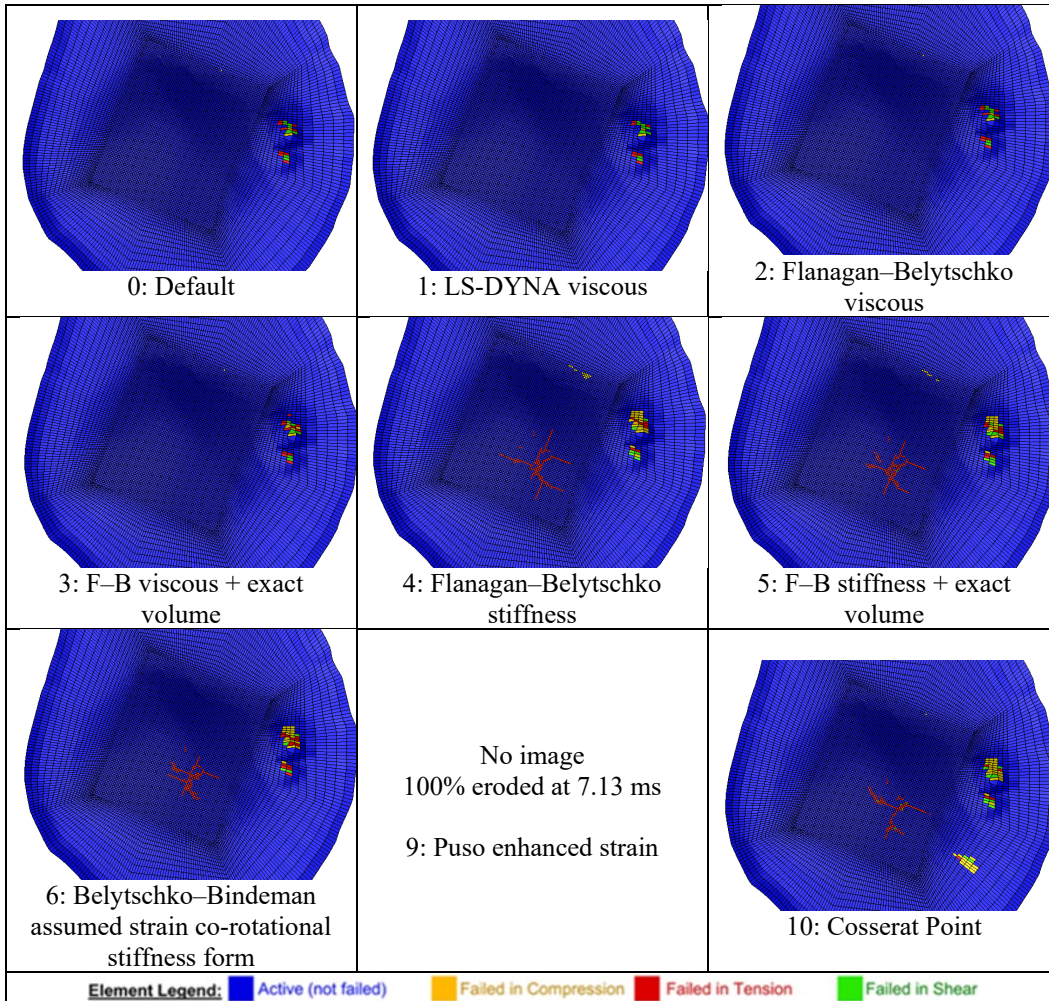 0: Default
1: LS-DYNA viscous
2: Flanagan–Belytschko
viscous
3: F–B viscous + exact
volume
4: Flanagan–Belytschko
stiffness
5: F–B stiffness + exact
volume
6: Belytschko–Bindeman
assumed strain co-rotational
stiffness form
No image
100% eroded at 7.13 ms
9: Puso enhanced strain
10: Cosserat Point
Element Legend: Active (not failed) Failed in Compression Failed in Tension Failed in Shear